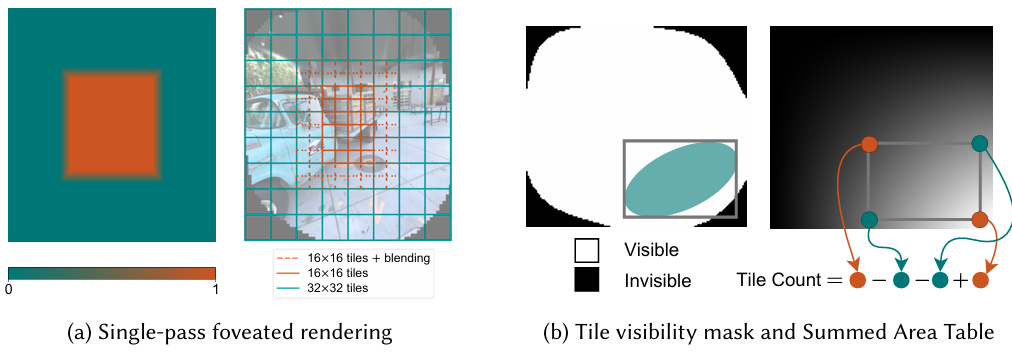 0
1
16×16 tiles + blending
16×16 tiles
32×32 tiles
Visible
Invisible
Tile Count = − − +
(a) Single-pass foveated rendering
(b) Tile visibility mask and Summed Area Table